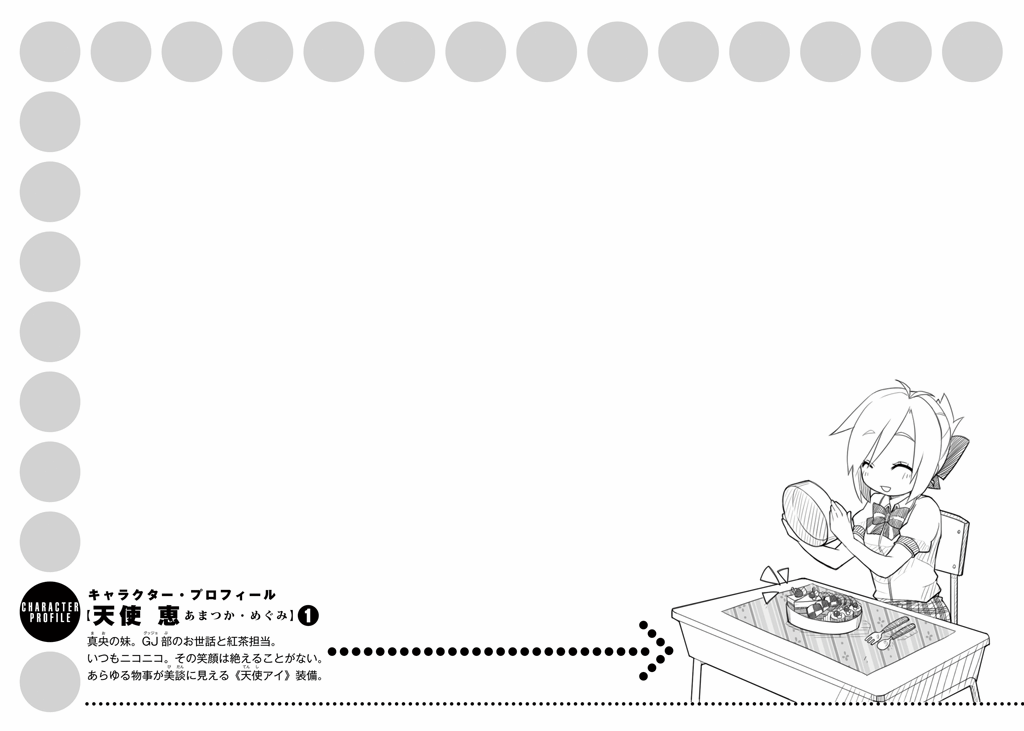 CHARACTER
PROFILE
キャラクター・プロフィール
【天使 恵 あまつか・めぐみ】1
真央の妹。GJ部のお世話と紅茶担当。
いつもニコニコ。その笑顔は絶えることがない。
あらゆる物事が美談に見える《天使アイ》装備。